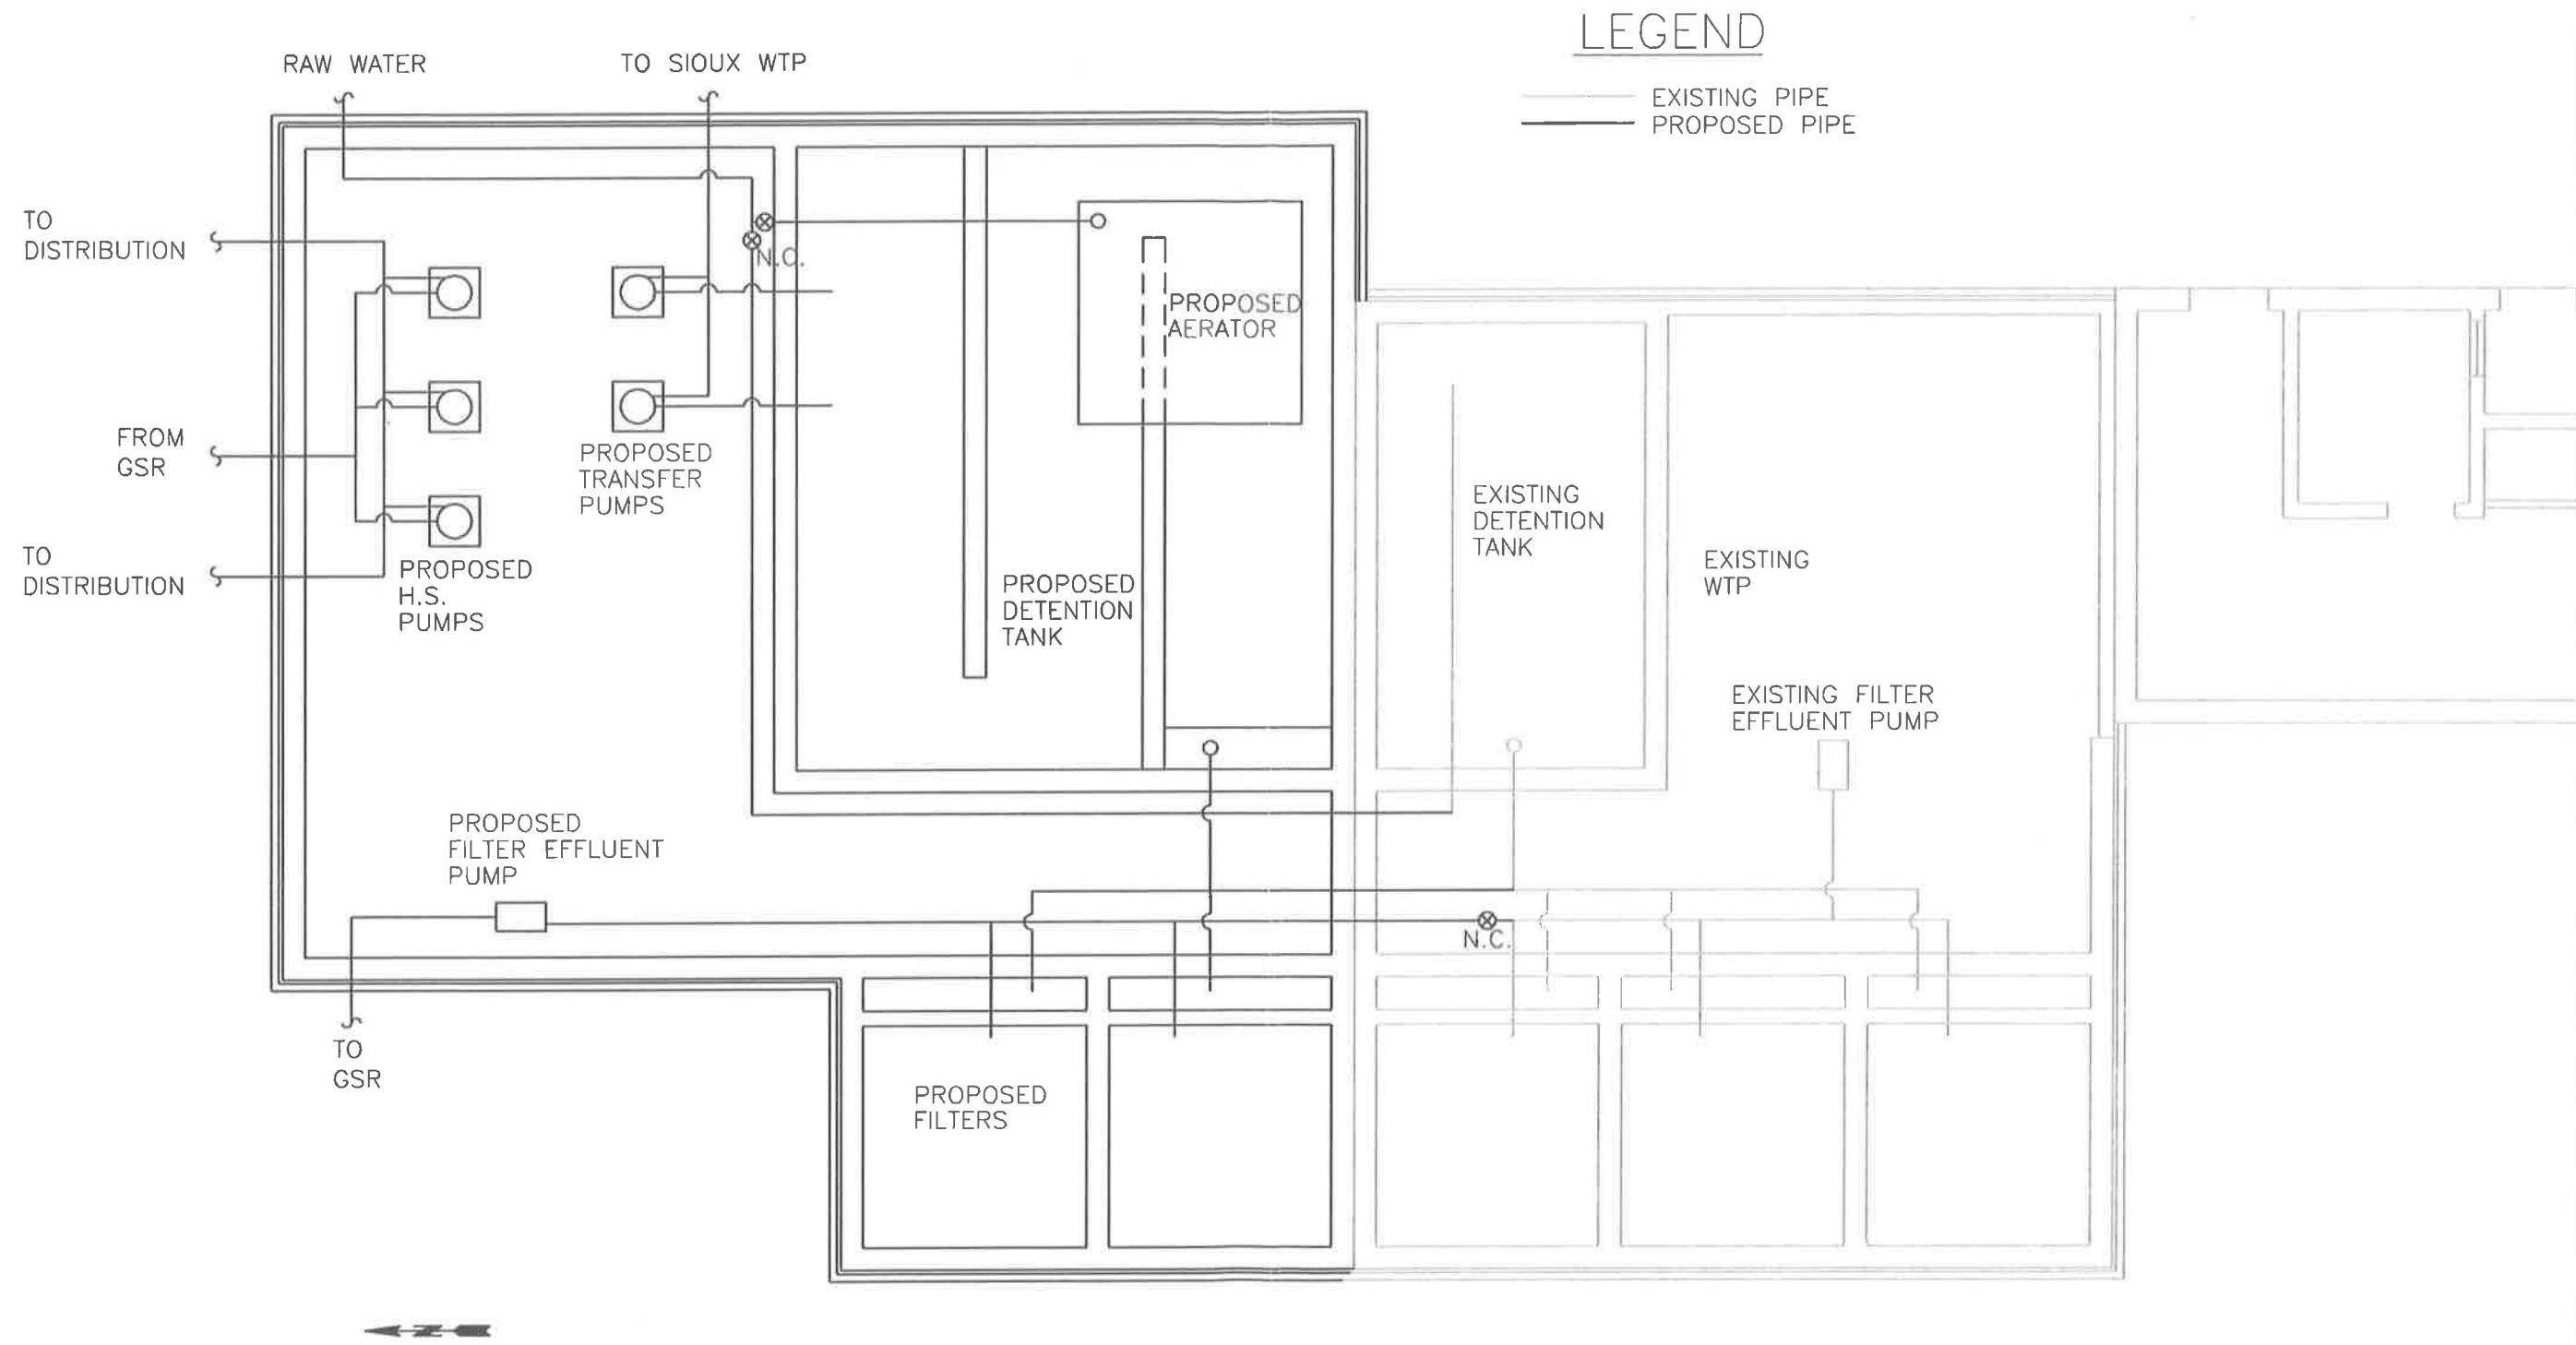 LEGEND
EXISTING PIPE
PROPOSED PIPE
RAW WATER
TO SIOUX WTP
TO
DISTRIBUTION
N.C.
PROPOSED
AERATOR
FROM
GSR
PROPOSED
TRANSFER
PUMPS
EXISTING
DETENTION
TANK
TO
DISTRIBUTION
PROPOSED
H.S.
PUMPS
PROPOSED
DETENTION
TANK
EXISTING
WTP
EXISTING FILTER
EFFLUENT PUMP
PROPOSED
FILTER EFFLUENT
PUMP
N.C.
TO
GSR
PROPOSED
FILTERS
N